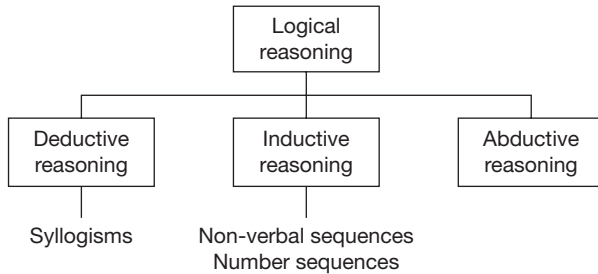 Logical
reasoning
Deductive
reasoning
Inductive
reasoning
Abductive
reasoning
Syllogisms
Non-verbal sequences
Number sequences